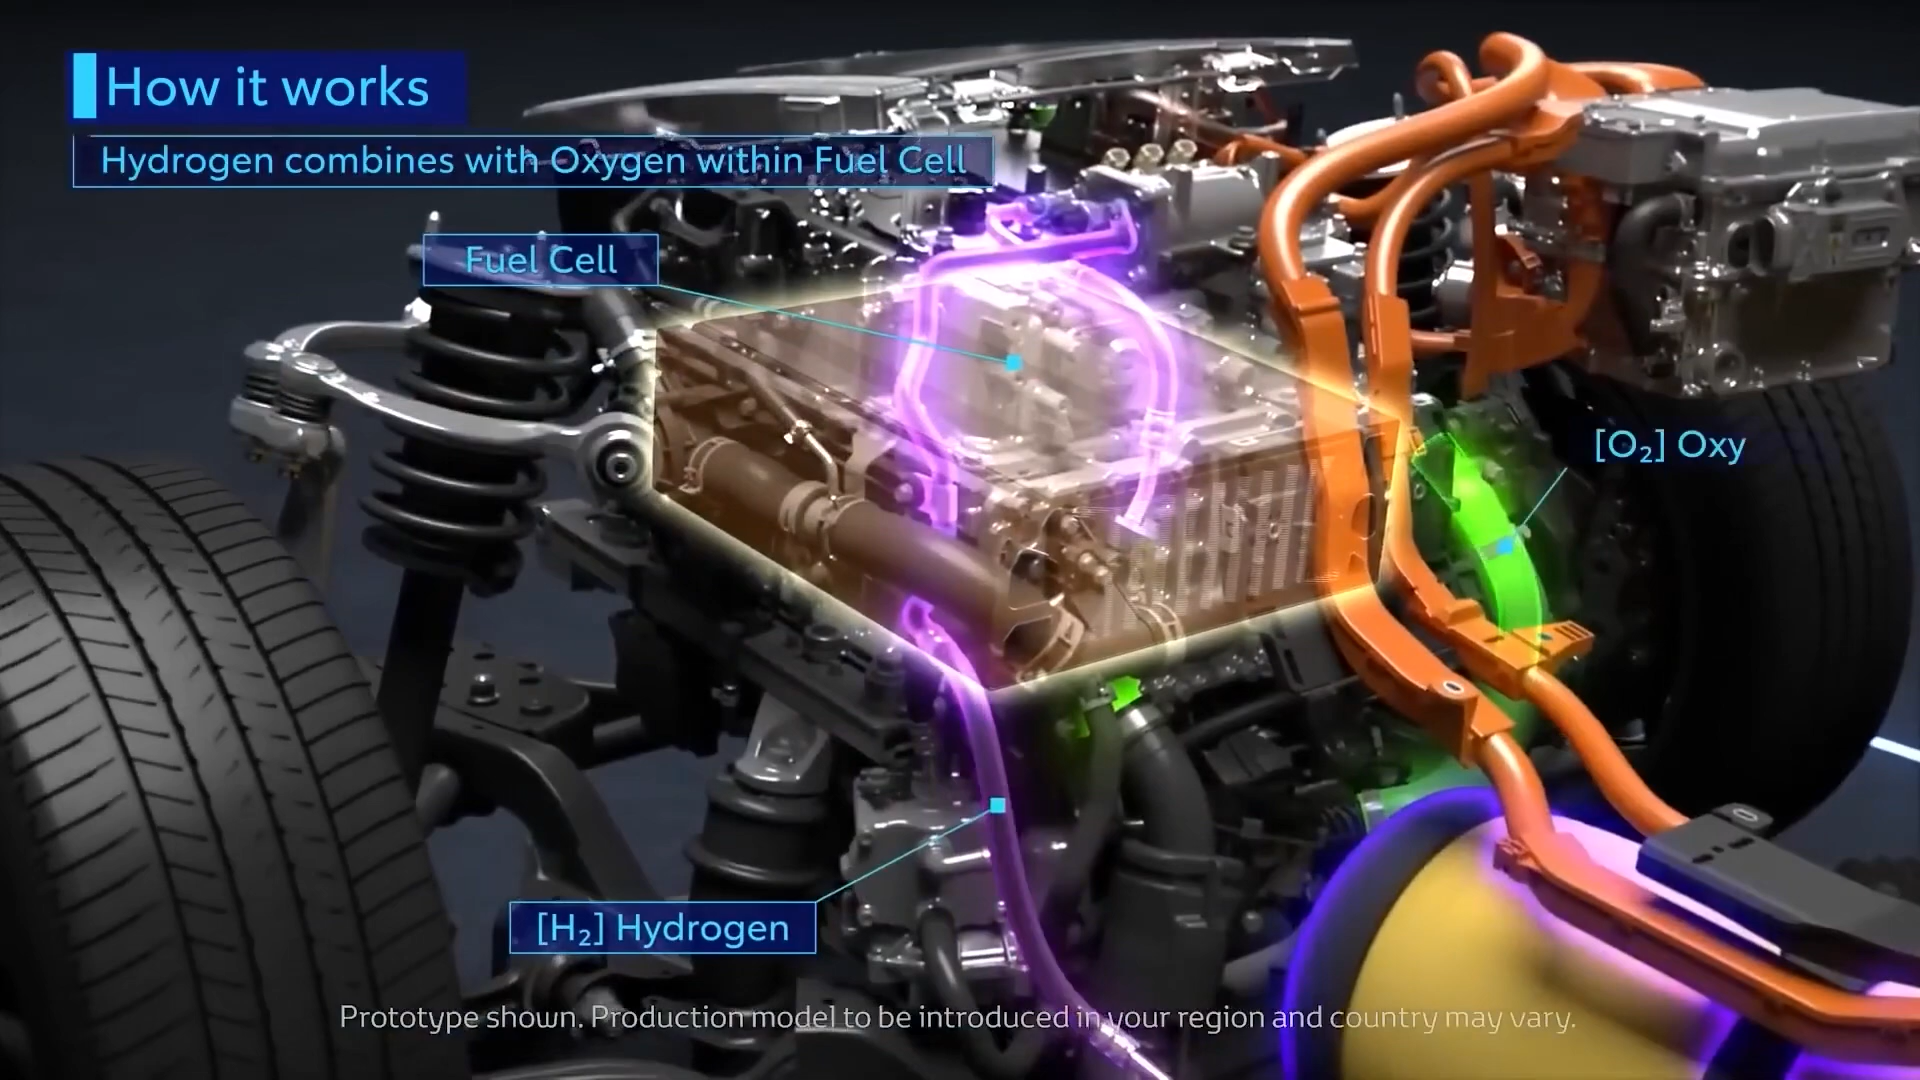 How it works
Hydrogen combines with Oxygen within Fuel Cell
Fuel Cell
[O₂] Oxy
[H₂] Hydrogen
Prototype shown. Production model to be introduced in your region and country may vary.